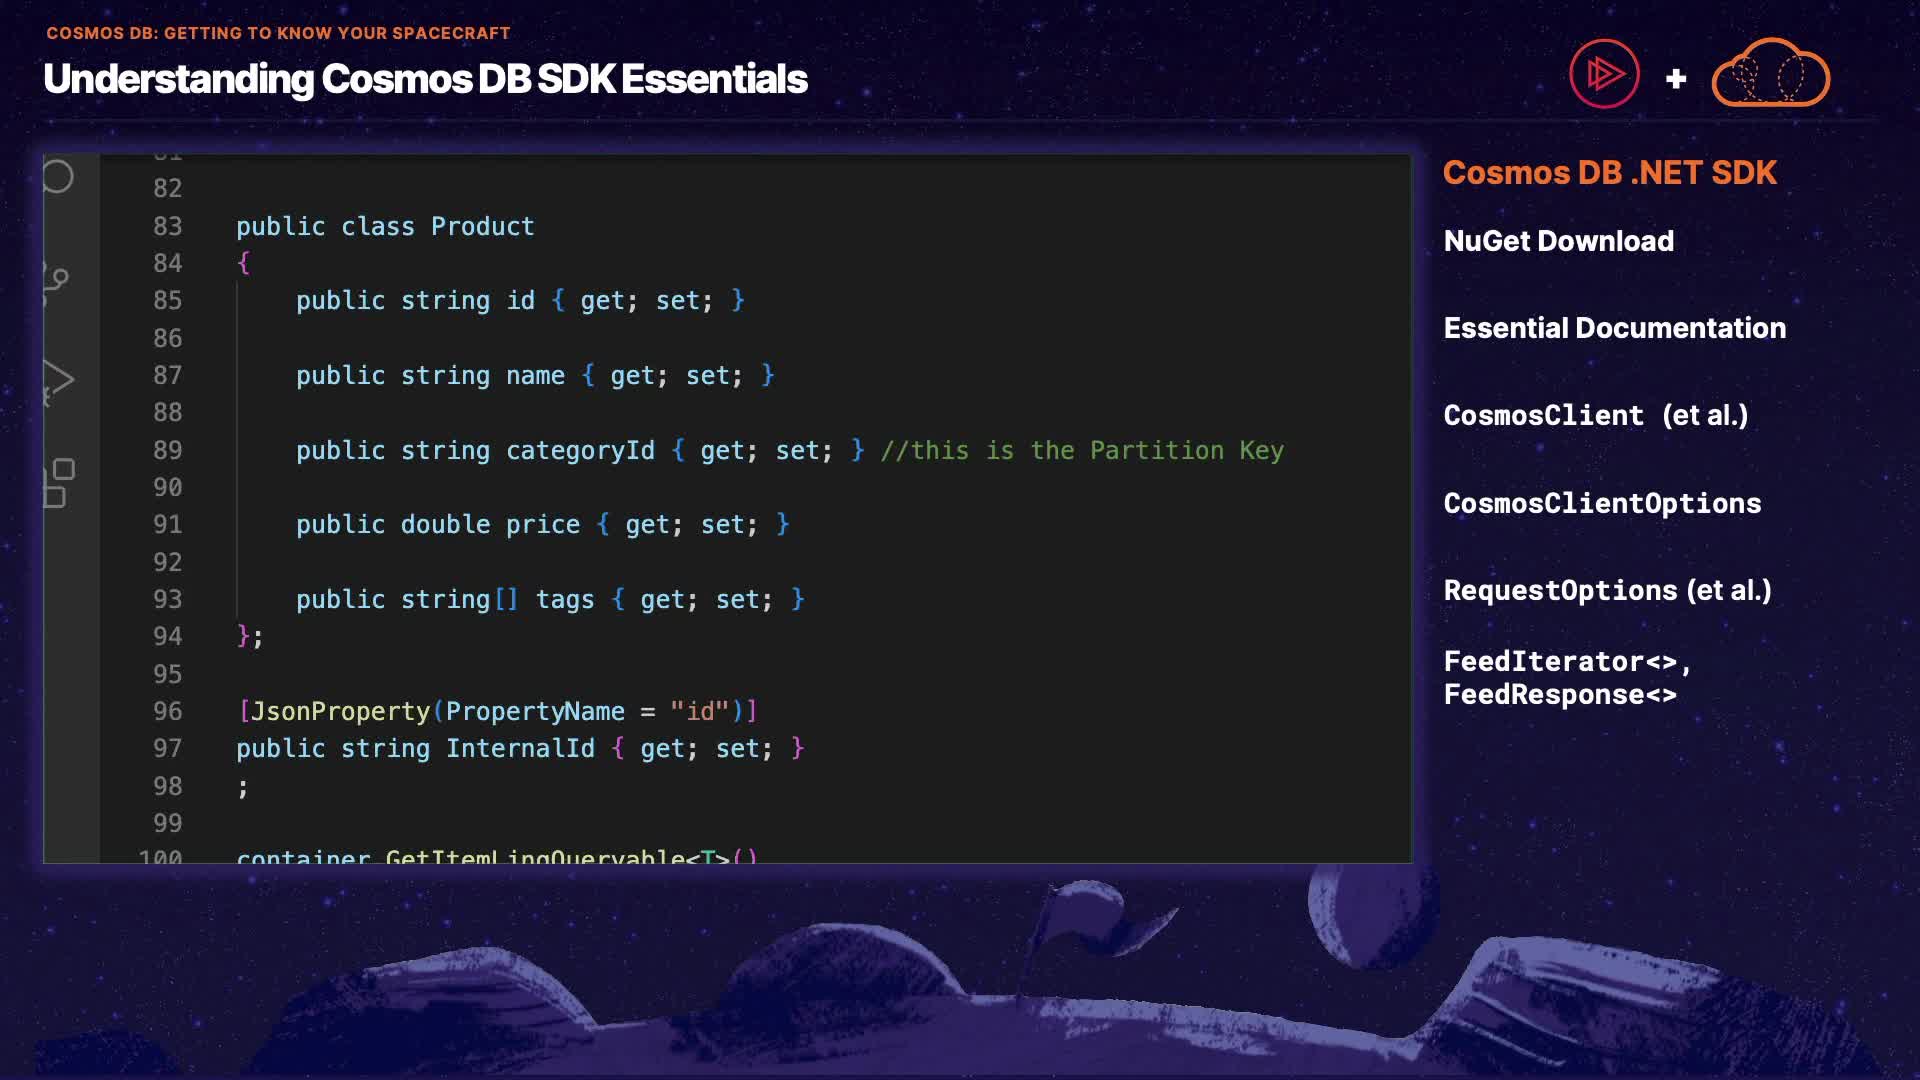 COSMOS DB: GETTING TO KNOW YOUR SPACECRAFT
Understanding Cosmos DB SDK Essentials
+
81
82
83 public class Product
84 {
85 public string id { get; set; }
86
87 public string name { get; set; }
88
89 public string categoryId { get; set; } //this is the Partition Key
90
91 public double price { get; set; }
92
93 public string[] tags { get; set; }
94 };
95
96 [JsonProperty(PropertyName = "id")]
97 public string InternalId { get; set; }
98 ;
99
100 container.GetItemLinqQueryable<T>()
Cosmos DB .NET SDK
NuGet Download
Essential Documentation
CosmosClient (et al.)
CosmosClientOptions
RequestOptions (et al.)
FeedIterator<>,
FeedResponse<>